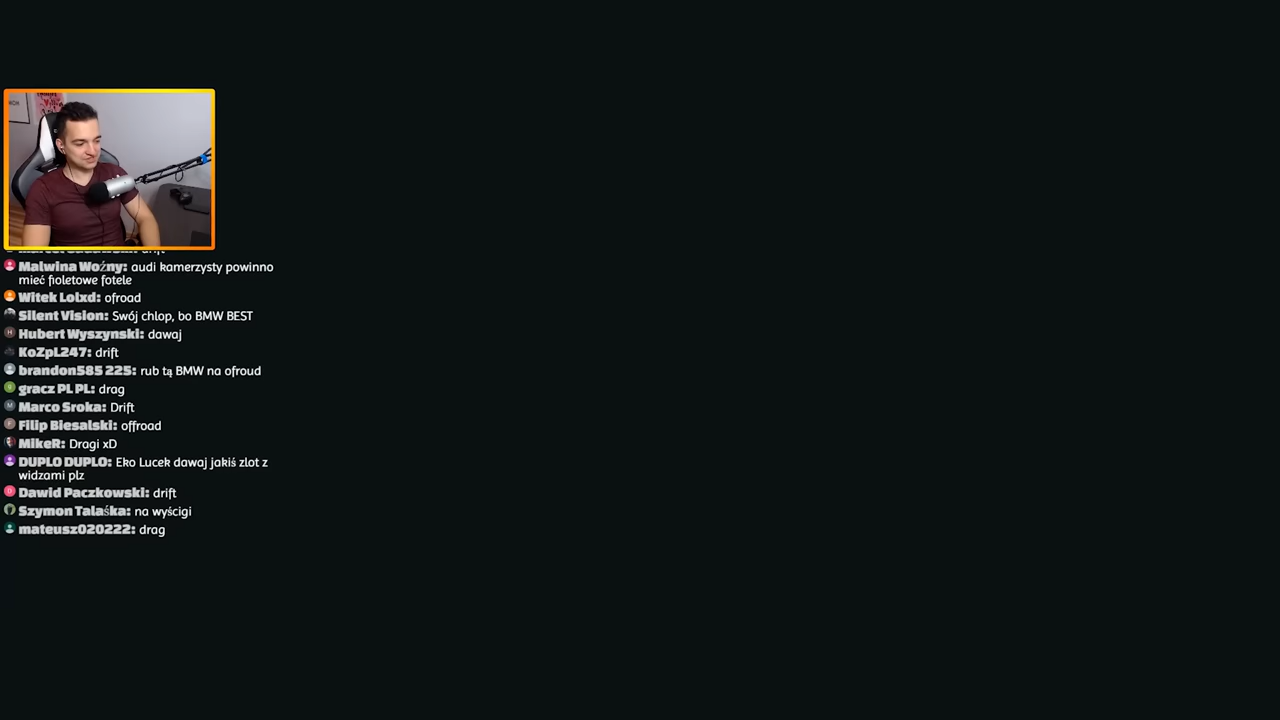 drift
Malwina Woźny: audi kamerzysty powinno
mieć fioletowe fotele
Witek Lolxd: ofroad
Silent Vision: Swój chlop, bo BMW BEST
Hubert Wyszynski: dawaj
KoZpL247: drift
brandon585 225: rub tą BMW na ofroud
gracz PL PL: drag
Marco Sroka: Drift
Filip Biesalski: offroad
MikeR: Dragi xD
DUPLO DUPLO: Eko Lucek dawaj jakiś zlot z
widzami plz
Dawid Paczkowski: drift
Szymon Talaśka: na wyścigi
mateusz020222: drag